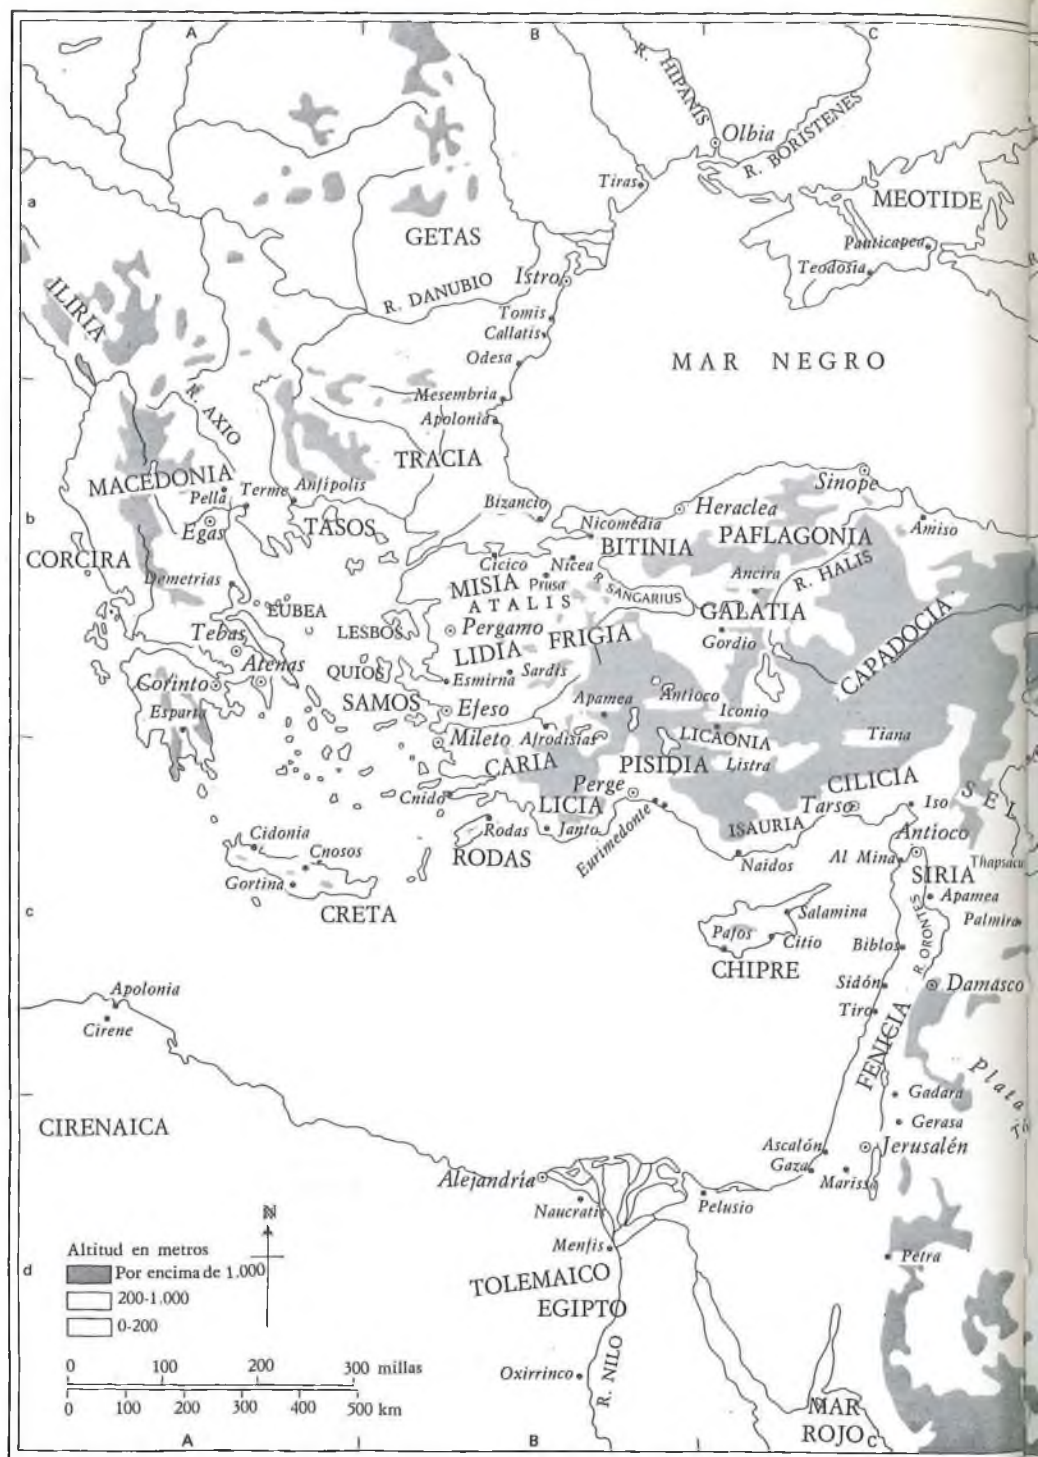 A
B
C
R. HIPANIS
Olbia
R. BORISTENES
Tiras
a
MEOTIDE
GETAS
Panticapea
Teodosia
Istro
R. DANUBIO
ILIRIA
Tomis
Callatis
Odesa
MAR NEGRO
Mesembria
Apolonia
R. AXIO
TRACIA
MACEDONIA
Pella
Terme
Anfípolis
Sinope
Bizancio
Heraclea
Amiso
b
Egas
TASOS
Nicomedia
BITINIA
PAFLAGONIA
CORCIRA
Cicico
Nicea
R. HALIS
Demetrias
MISIA
Prusa
R. SANGARIUS
Ancira
ATALIS
EUBEA
GALATIA
LESBOS
Pergamo
FRIGIA
Gordio
CAPADOCIA
Tebas
LIDIA
Atenas
QUIOS
Sardis
Esmirna
Corinto
SAMOS
Efeso
Apamea
Antioco
Iconio
Esparta
Mileto
Afrodisias
LICAONIA
Tiana
CARIA
PISIDIA
Listra
CILICIA
Perge
Cnido
LICIA
Tarso
Iso
SEL
Rodas
Janto
Eurimedonte
ISAURIA
Antioco
Cidonia
Cnosos
RODAS
Naidos
Al Mina
SIRIA
Thapsacu
Gortina
Apamea
c
CRETA
Salamina
R. ORONTES
Palmira
Pafos
Citio
Biblos
CHIPRE
Sidón
Damasco
Apolonia
Tiro
Cirene
FENICIA
Plata
Gadara
CIRENAICA
Gerasa
Ascalón
Jerusalén
Gaza
Marissa
Alejandría
Pelusio
Naucratis
N
Menfis
Petra
Altitud en metros
d
Por encima de 1.000
TOLEMAICO
200-1.000
EGIPTO
0-200
R. NILO
0 100 200 300 millas
Oxirrinco
0 100 200 300 400 500 km
MAR
ROJO
A
B
C